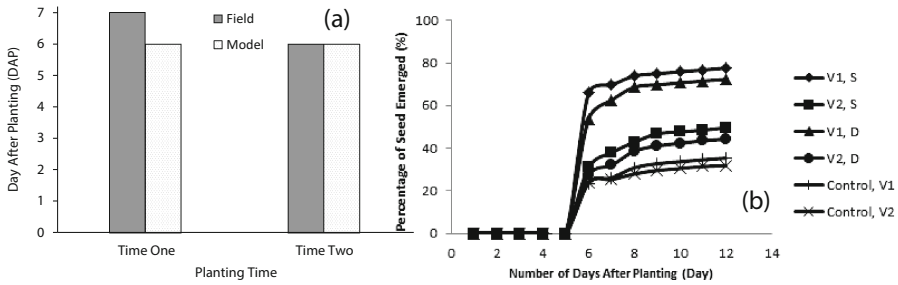 (a)
Field
Model
7
6
5
4
3
2
1
0
Day After Planting (DAP)
Time One
Time Two
Planting Time
100
80
60
40
20
0
Percentage of Seed Emerged (%)
0 2 4 6 8 10 12 14
Number of Days After Planting (Day)
(b)
V1, S
V2, S
V1, D
V2, D
Control, V1
Control, V2